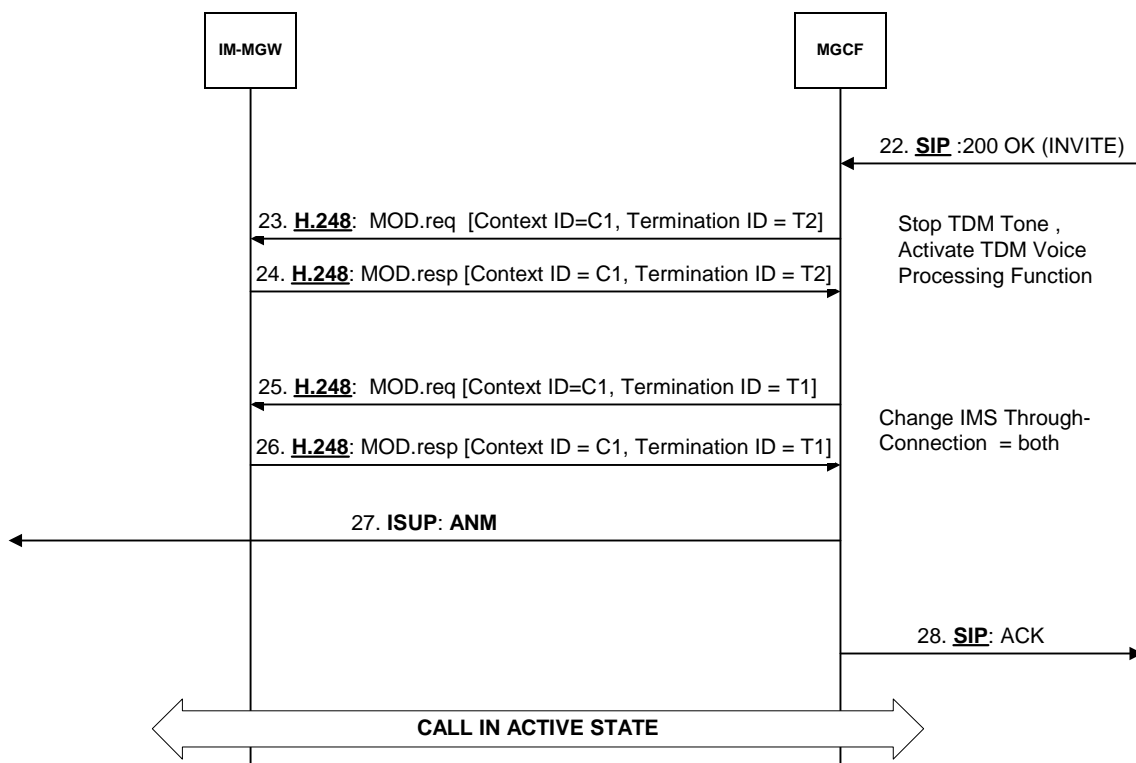 IM-MGW
MGCF
22. SIP :200 OK (INVITE)
23. H.248:  MOD.req  [Context ID=C1, Termination ID = T2]
Stop TDM Tone ,
Activate TDM Voice
Processing Function
24. H.248: MOD.resp [Context ID = C1, Termination ID = T2]
25. H.248:  MOD.req [Context ID=C1, Termination ID = T1]
Change IMS Through-
Connection  = both
26. H.248: MOD.resp [Context ID = C1, Termination ID = T1]
27. ISUP: ANM
28. SIP: ACK
CALL IN ACTIVE STATE